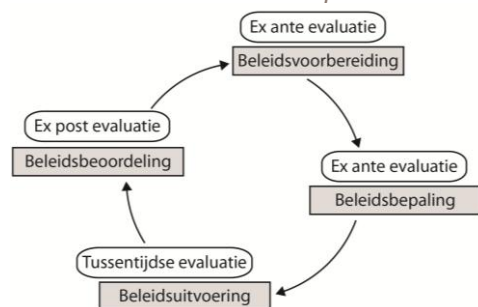 Ex ante evaluatie
Beleidsvoorbereiding
Ex post evaluatie
Beleidsbeoordeling
Ex ante evaluatie
Beleidsbepaling
Tussentijdse evaluatie
Beleidsuitvoering